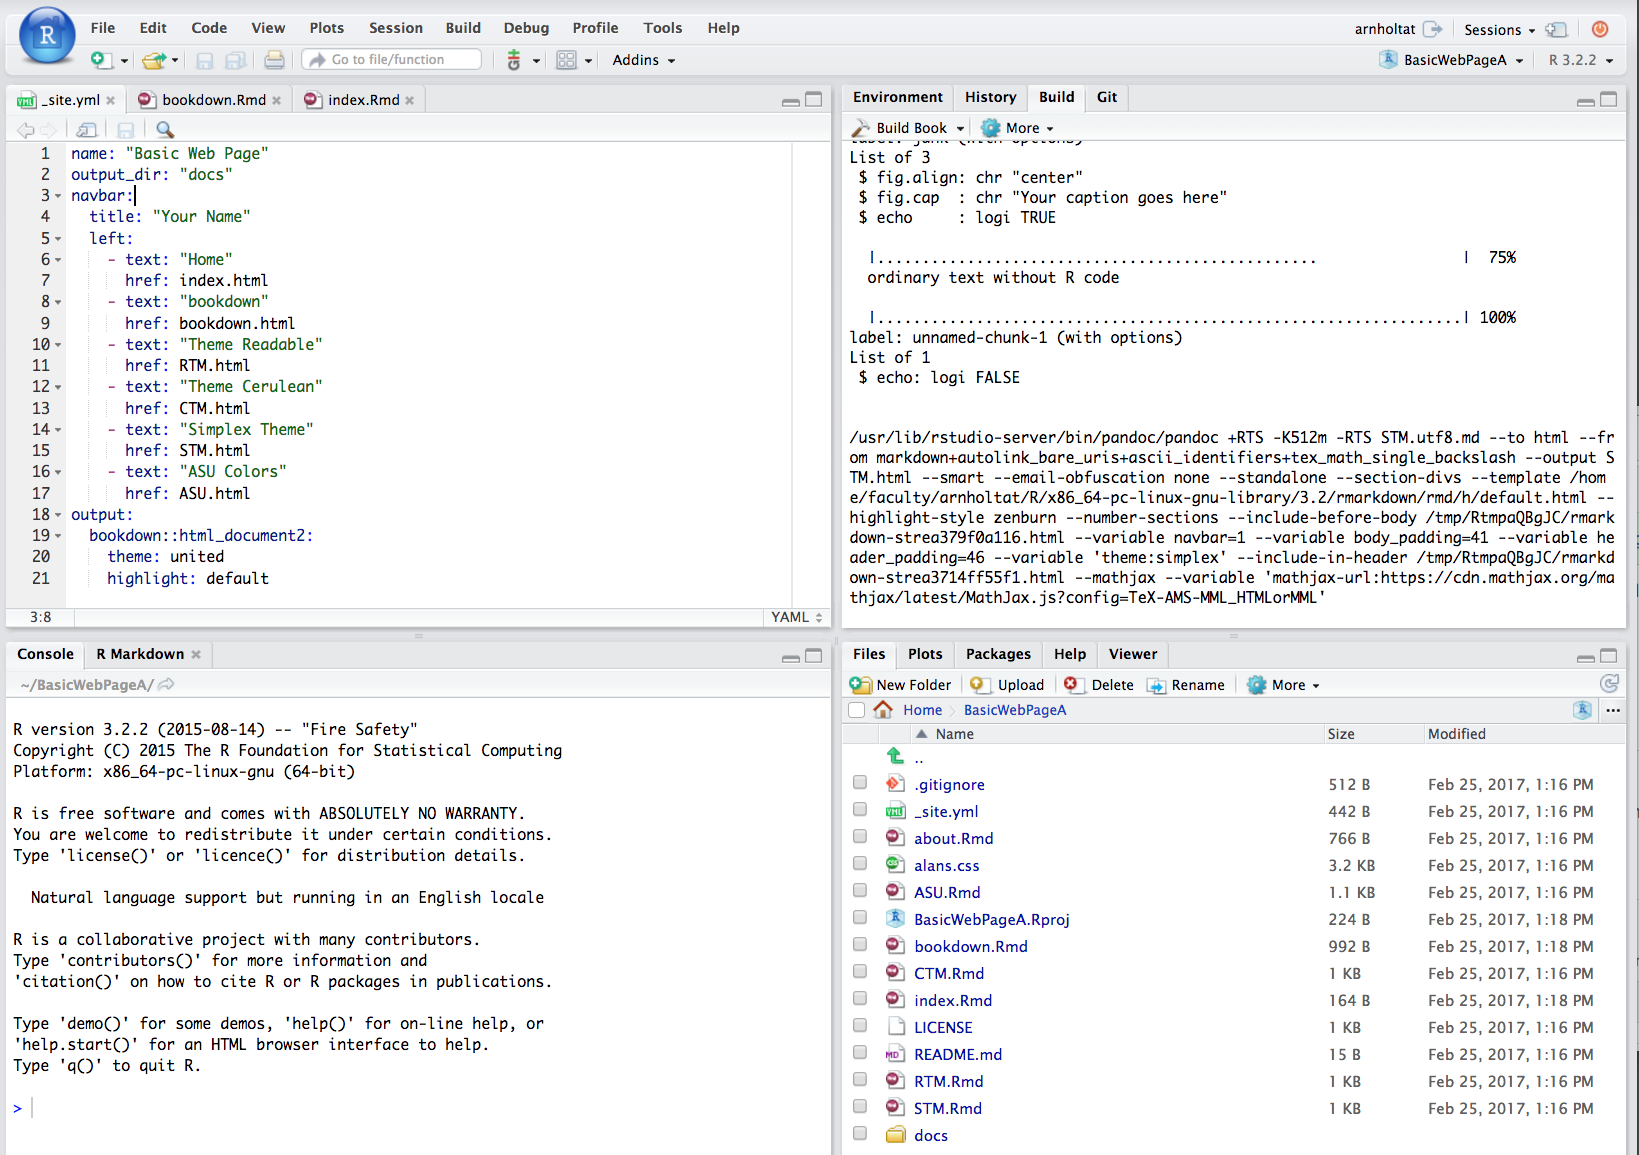 File Edit Code View Plots Session Build Debug Profile Tools Help
arnholtat Sessions
Go to file/function Addins
BasicWebPageA R 3.2.2
_site.yml bookdown.Rmd index.Rmd
1 name: "Basic Web Page"
2 output_dir: "docs"
3 navbar:
4 title: "Your Name"
5 left:
6 - text: "Home"
7 href: index.html
8 - text: "bookdown"
9 href: bookdown.html
10 - text: "Theme Readable"
11 href: RTM.html
12 - text: "Theme Cerulean"
13 href: CTM.html
14 - text: "Simplex Theme"
15 href: STM.html
16 - text: "ASU Colors"
17 href: ASU.html
18 output:
19 bookdown::html_document2:
20 theme: united
21 highlight: default
3:8 YAML
Environment History Build Git
Build Book More
List of 3
$ fig.align: chr "center"
$ fig.cap : chr "Your caption goes here"
$ echo : logi TRUE
|................................................. | 75%
ordinary text without R code
|.................................................................| 100%
label: unnamed-chunk-1 (with options)
List of 1
$ echo: logi FALSE
/usr/lib/rstudio-server/bin/pandoc/pandoc +RTS -K512m -RTS STM.utf8.md --to html --fr
om markdown+autolink_bare_uris+ascii_identifiers+tex_math_single_backslash --output S
TM.html --smart --email-obfuscation none --standalone --section-divs --template /hom
e/faculty/arnholtat/R/x86_64-pc-linux-gnu-library/3.2/rmarkdown/rmd/h/default.html --
highlight-style zenburn --number-sections --include-before-body /tmp/RtmpaQBgJC/rmark
down-strea379f0a116.html --variable navbar=1 --variable body_padding=41 --variable he
ader_padding=46 --variable 'theme:simplex' --include-in-header /tmp/RtmpaQBgJC/rmarkd
own-strea3714ff55f1.html --mathjax --variable 'mathjax-url:https://cdn.mathjax.org/ma
thjax/latest/MathJax.js?config=TeX-AMS-MML_HTMLorMML'
Console R Markdown
~/BasicWebPageA/
R version 3.2.2 (2015-08-14) -- "Fire Safety"
Copyright (C) 2015 The R Foundation for Statistical Computing
Platform: x86_64-pc-linux-gnu (64-bit)
R is free software and comes with ABSOLUTELY NO WARRANTY.
You are welcome to redistribute it under certain conditions.
Type 'license()' or 'licence()' for distribution details.
Natural language support but running in an English locale
R is a collaborative project with many contributors.
Type 'contributors()' for more information and
'citation()' on how to cite R or R packages in publications.
Type 'demo()' for some demos, 'help()' for on-line help, or
'help.start()' for an HTML browser interface to help.
Type 'q()' to quit R.
>
Files Plots Packages Help Viewer
New Folder Upload Delete Rename More
Home BasicWebPageA
Name Size Modified
..
.gitignore 512 B Feb 25, 2017, 1:16 PM
_site.yml 442 B Feb 25, 2017, 1:16 PM
about.Rmd 766 B Feb 25, 2017, 1:16 PM
alans.css 3.2 KB Feb 25, 2017, 1:16 PM
ASU.Rmd 1.1 KB Feb 25, 2017, 1:16 PM
BasicWebPageA.Rproj 224 B Feb 25, 2017, 1:18 PM
bookdown.Rmd 992 B Feb 25, 2017, 1:18 PM
CTM.Rmd 1 KB Feb 25, 2017, 1:16 PM
index.Rmd 164 B Feb 25, 2017, 1:18 PM
LICENSE 1 KB Feb 25, 2017, 1:16 PM
README.md 15 B Feb 25, 2017, 1:16 PM
RTM.Rmd 1 KB Feb 25, 2017, 1:16 PM
STM.Rmd 1 KB Feb 25, 2017, 1:16 PM
docs